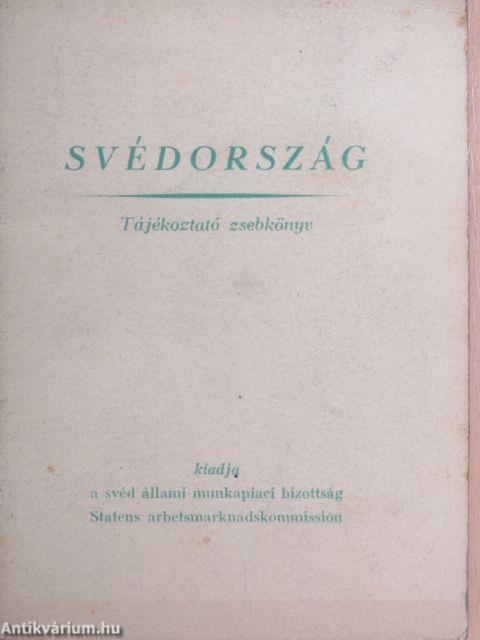 SVÉDORSZÁG
Tájékoztató zsebkönyv
kiadja
a svéd állami munkapiaci bizottság
Statens arbetsmarknadskommission
Antikvárium.hu